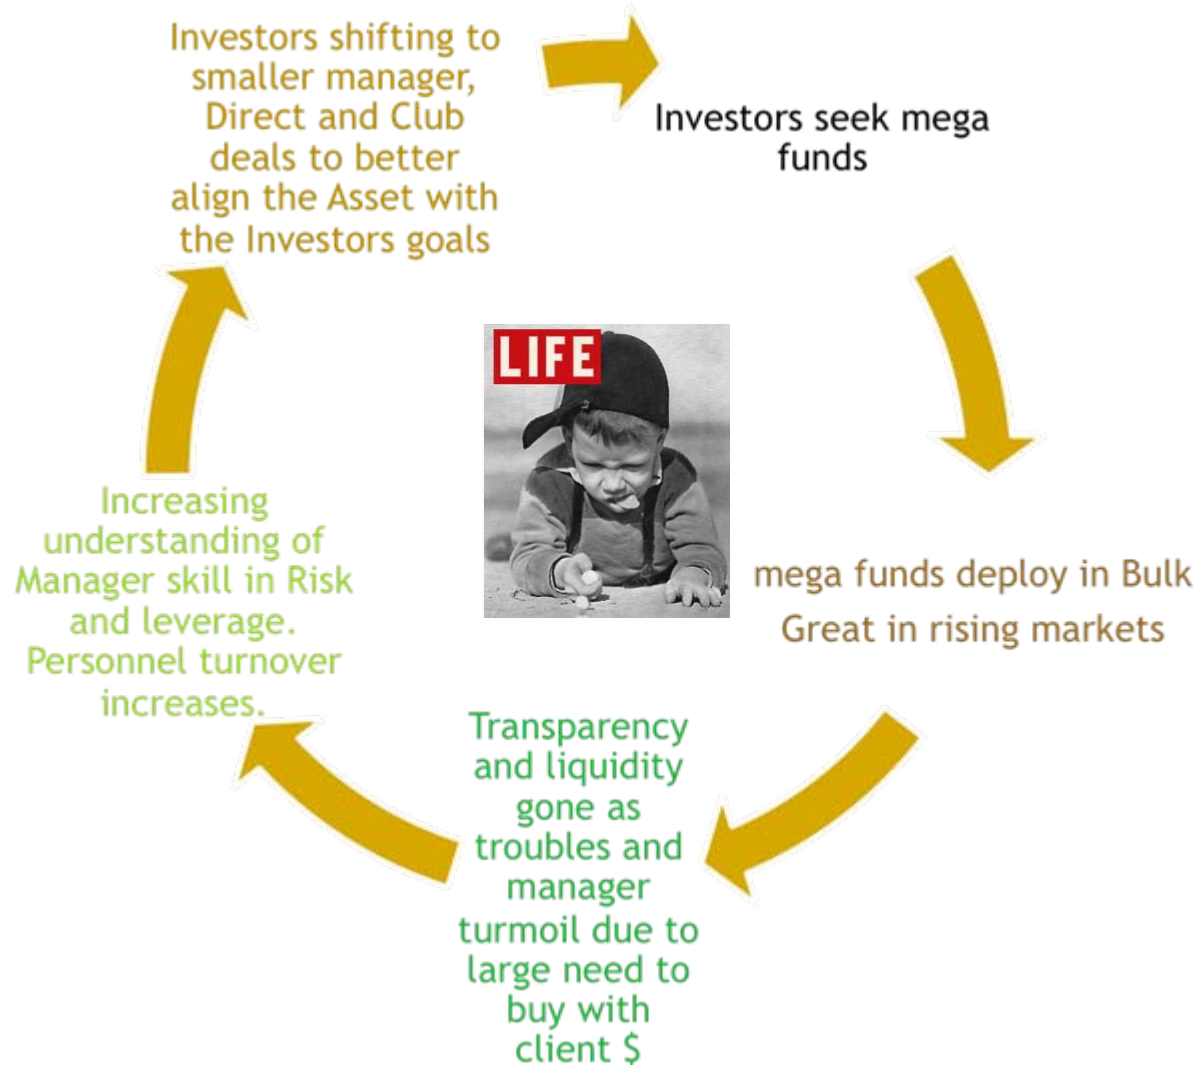 Investors shifting to
smaller manager,
Direct and Club
deals to better
align the Asset with
the Investors goals
Investors seek mega
funds
LIFE
Increasing
understanding of
Manager skill in Risk
and leverage.
Personnel turnover
increases.
mega funds deploy in Bulk
Great in rising markets
Transparency
and liquidity
gone as
troubles and
manager
turmoil due to
large need to
buy with
client $